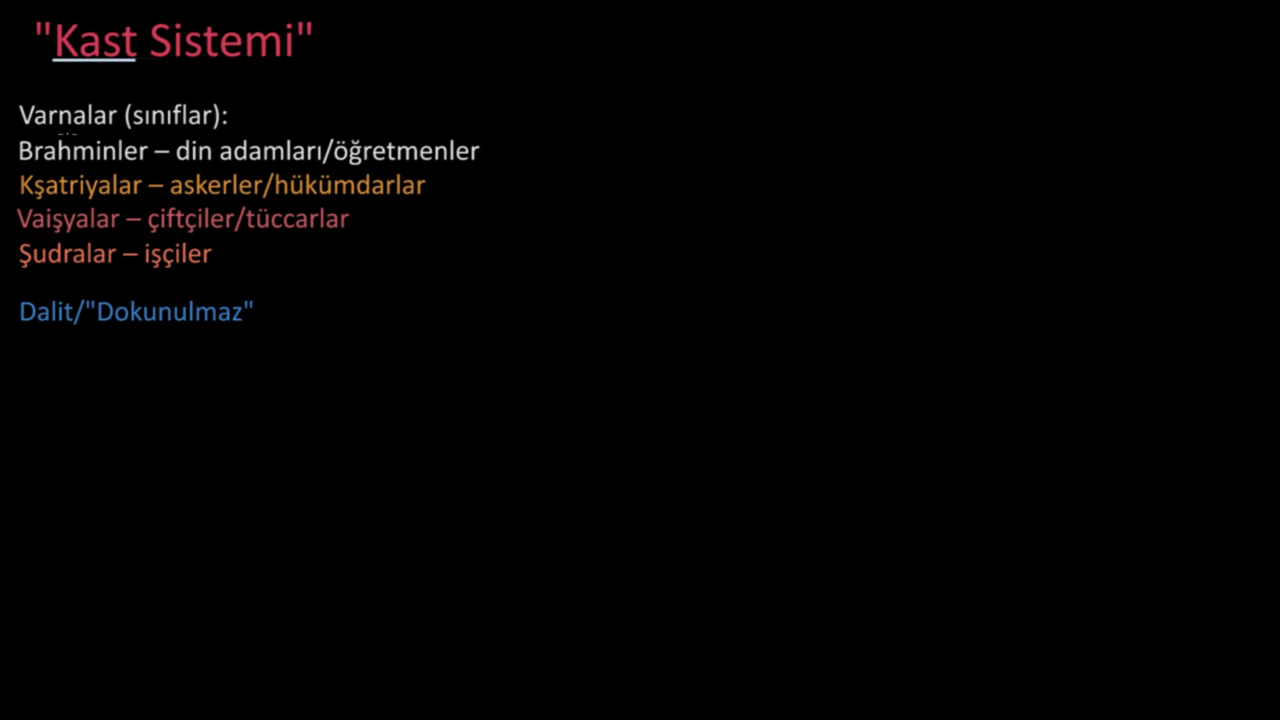 "Kast Sistemi"
Varnalar (sınıflar):
Brahminler – din adamları/öğretmenler
Kşatriyalar – askerler/hükümdarlar
Vaişyalar – çiftçiler/tüccarlar
Şudralar – işçiler
Dalit/"Dokunulmaz"